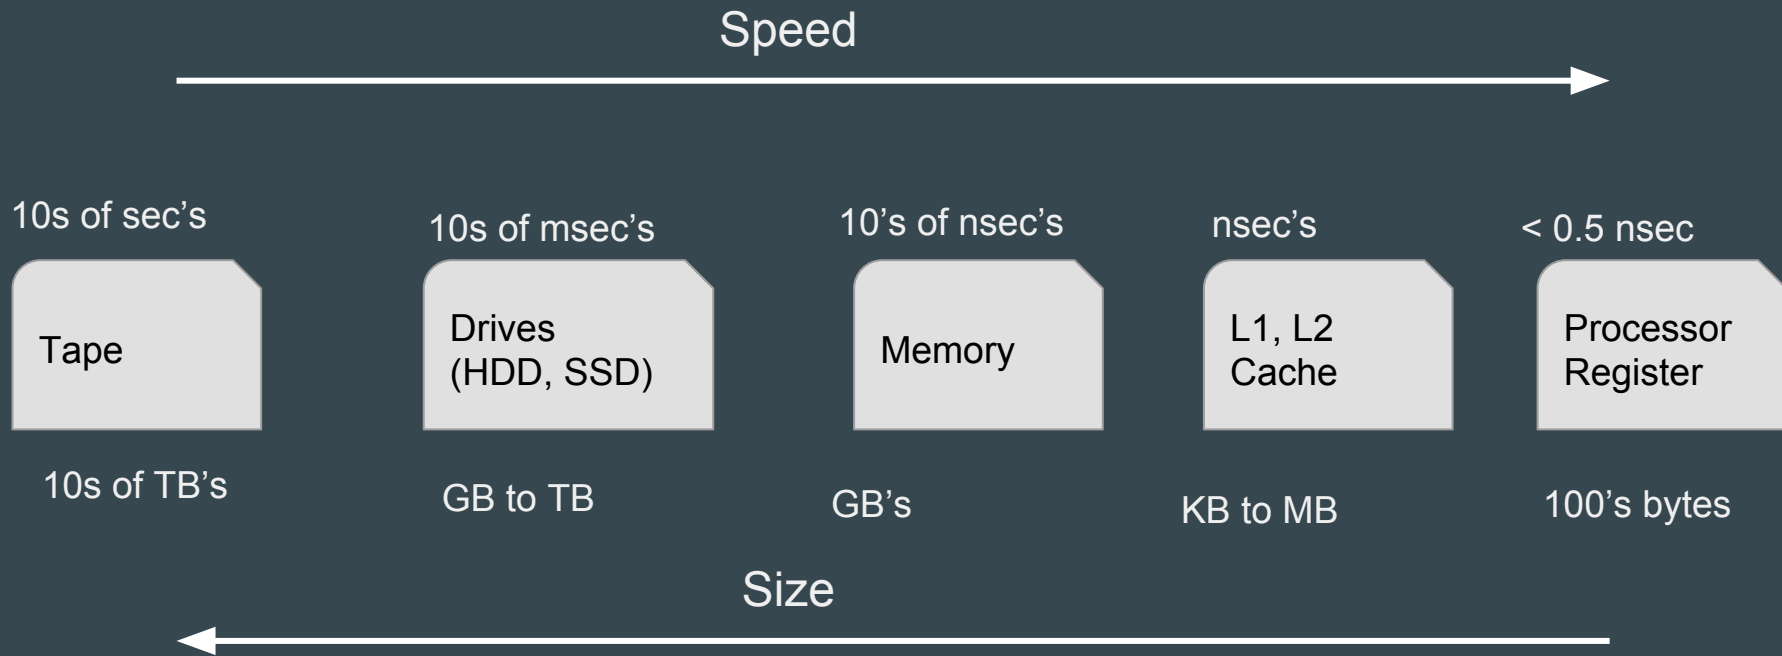 Speed
10s of sec's
10s of msec's
10's of nsec's
nsec's
< 0.5 nsec
Tape
Drives
(HDD, SSD)
Memory
L1, L2
Cache
Processor
Register
10s of TB's
GB to TB
GB's
KB to MB
100's bytes
Size